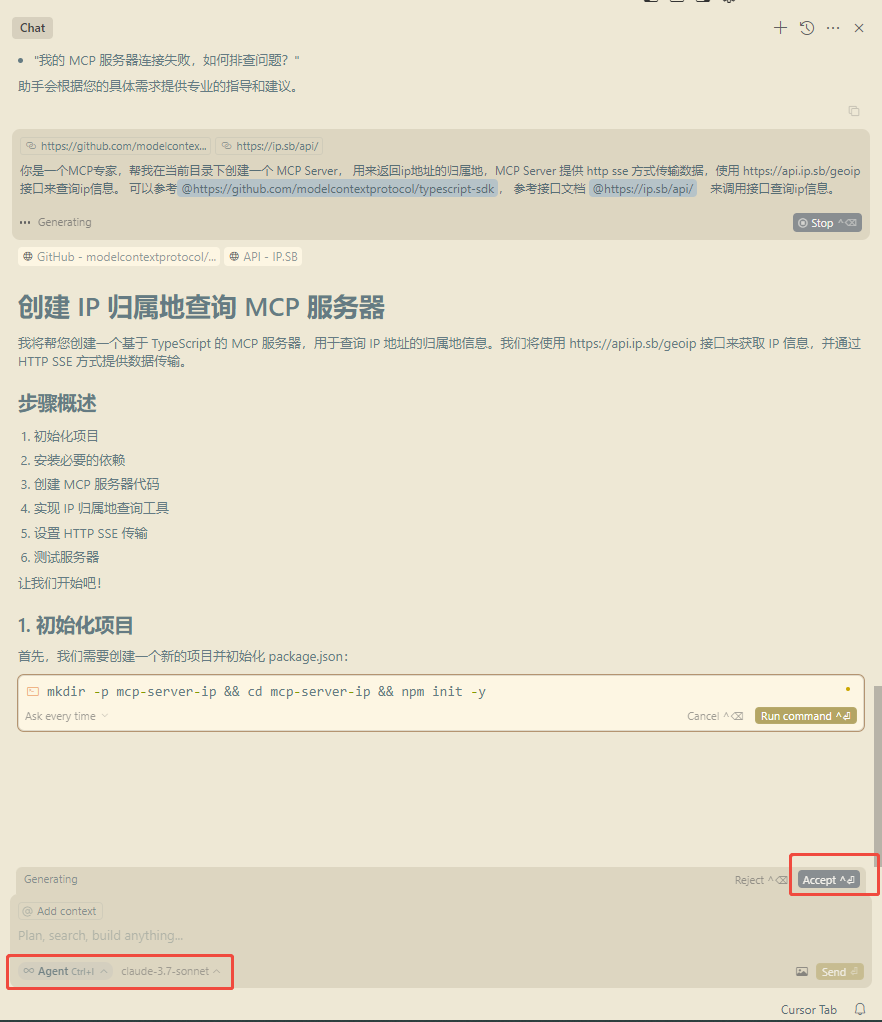 Chat
• "我的 MCP 服务器连接失败，如何排查问题？"
助手会根据您的具体需求提供专业的指导和建议。
https://github.com/modelcontex... https://ip.sb/api/
你是一个MCP专家，帮我在当前目录下创建一个 MCP Server， 用来返回ip地址的归属地，MCP Server 提供 http sse 方式传输数据，使用 https://api.ip.sb/geoip
接口来查询ip信息。 可以参考 @https://github.com/modelcontextprotocol/typescript-sdk ， 参考接口文档 @https://ip.sb/api/ 来调用接口查询ip信息。
··· Generating Stop ^⌫
GitHub - modelcontextprotocol/... API - IP.SB
创建 IP 归属地查询 MCP 服务器
我将帮您创建一个基于 TypeScript 的 MCP 服务器，用于查询 IP 地址的归属地信息。我们将使用 https://api.ip.sb/geoip 接口来获取 IP 信息，并通过
HTTP SSE 方式提供数据传输。
步骤概述
1. 初始化项目
2. 安装必要的依赖
3. 创建 MCP 服务器代码
4. 实现 IP 归属地查询工具
5. 设置 HTTP SSE 传输
6. 测试服务器
让我们开始吧！
1. 初始化项目
首先，我们需要创建一个新的项目并初始化 package.json：
mkdir -p mcp-server-ip && cd mcp-server-ip && npm init -y
Ask every time Cancel ^⌫ Run command ^⏎
Generating Reject ^⌫ Accept ^⏎
@ Add context
Plan, search, build anything...
∞ Agent Ctrl+I claude-3.7-sonnet Send ⏎
Cursor Tab